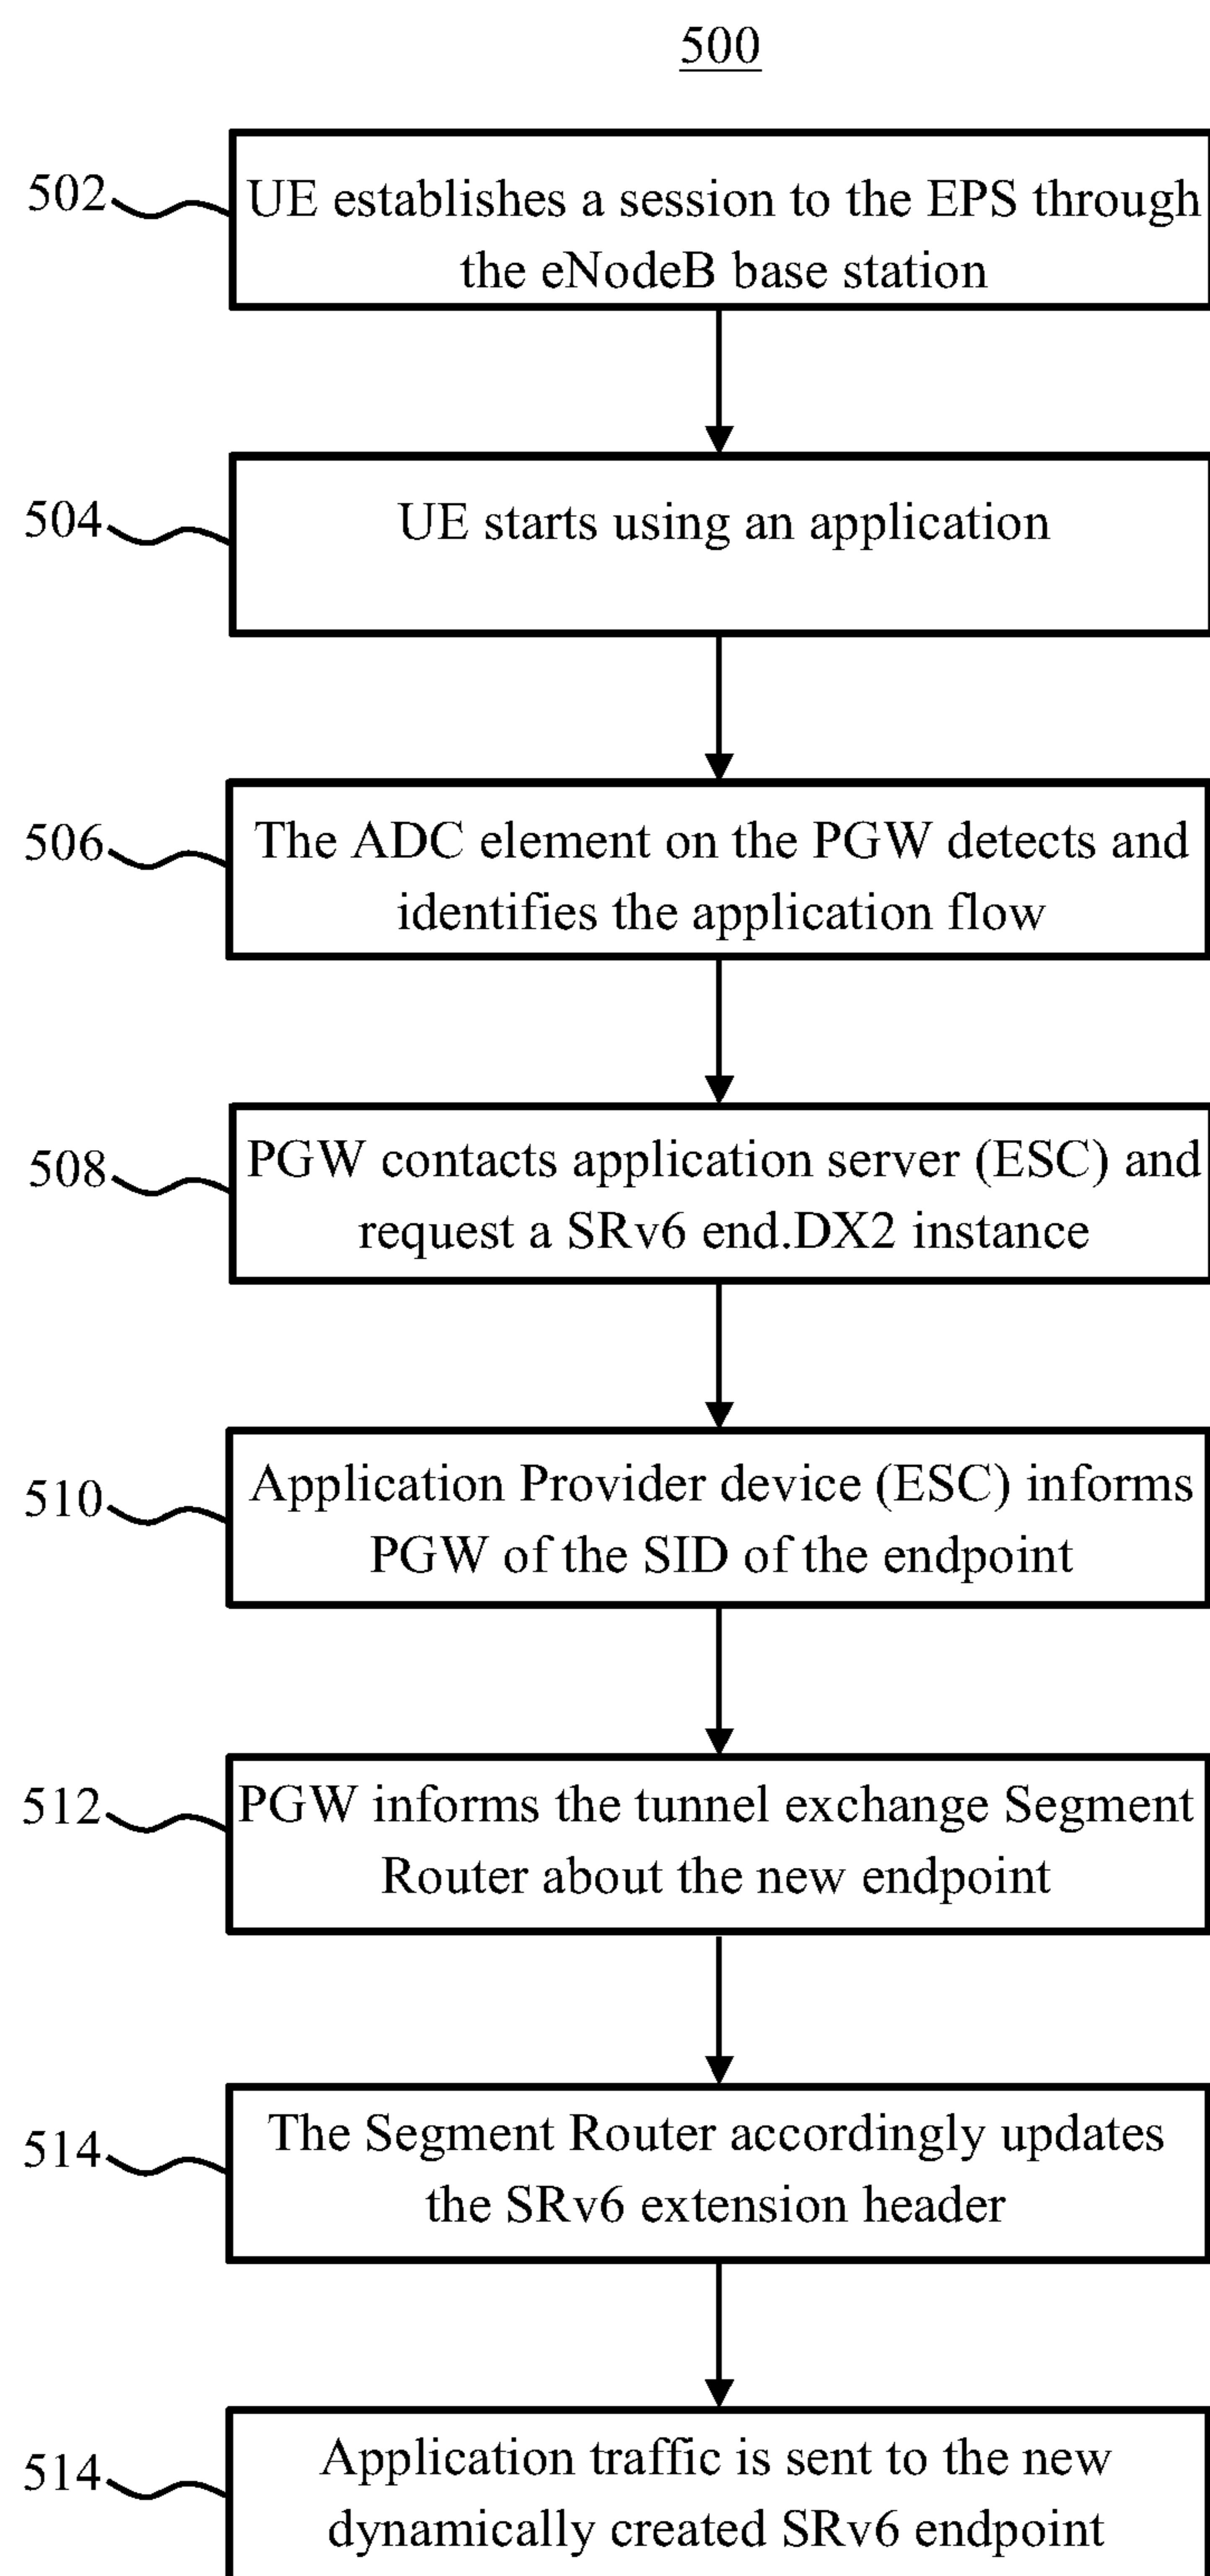 500
502
UE establishes a session to the EPS through
the eNodeB base station
504
UE starts using an application
506
The ADC element on the PGW detects and
identifies the application flow
508
PGW contacts application server (ESC) and
request a SRv6 end.DX2 instance
510
Application Provider device (ESC) informs
PGW of the SID of the endpoint
512
PGW informs the tunnel exchange Segment
Router about the new endpoint
514
The Segment Router accordingly updates
the SRv6 extension header
514
Application traffic is sent to the new
dynamically created SRv6 endpoint